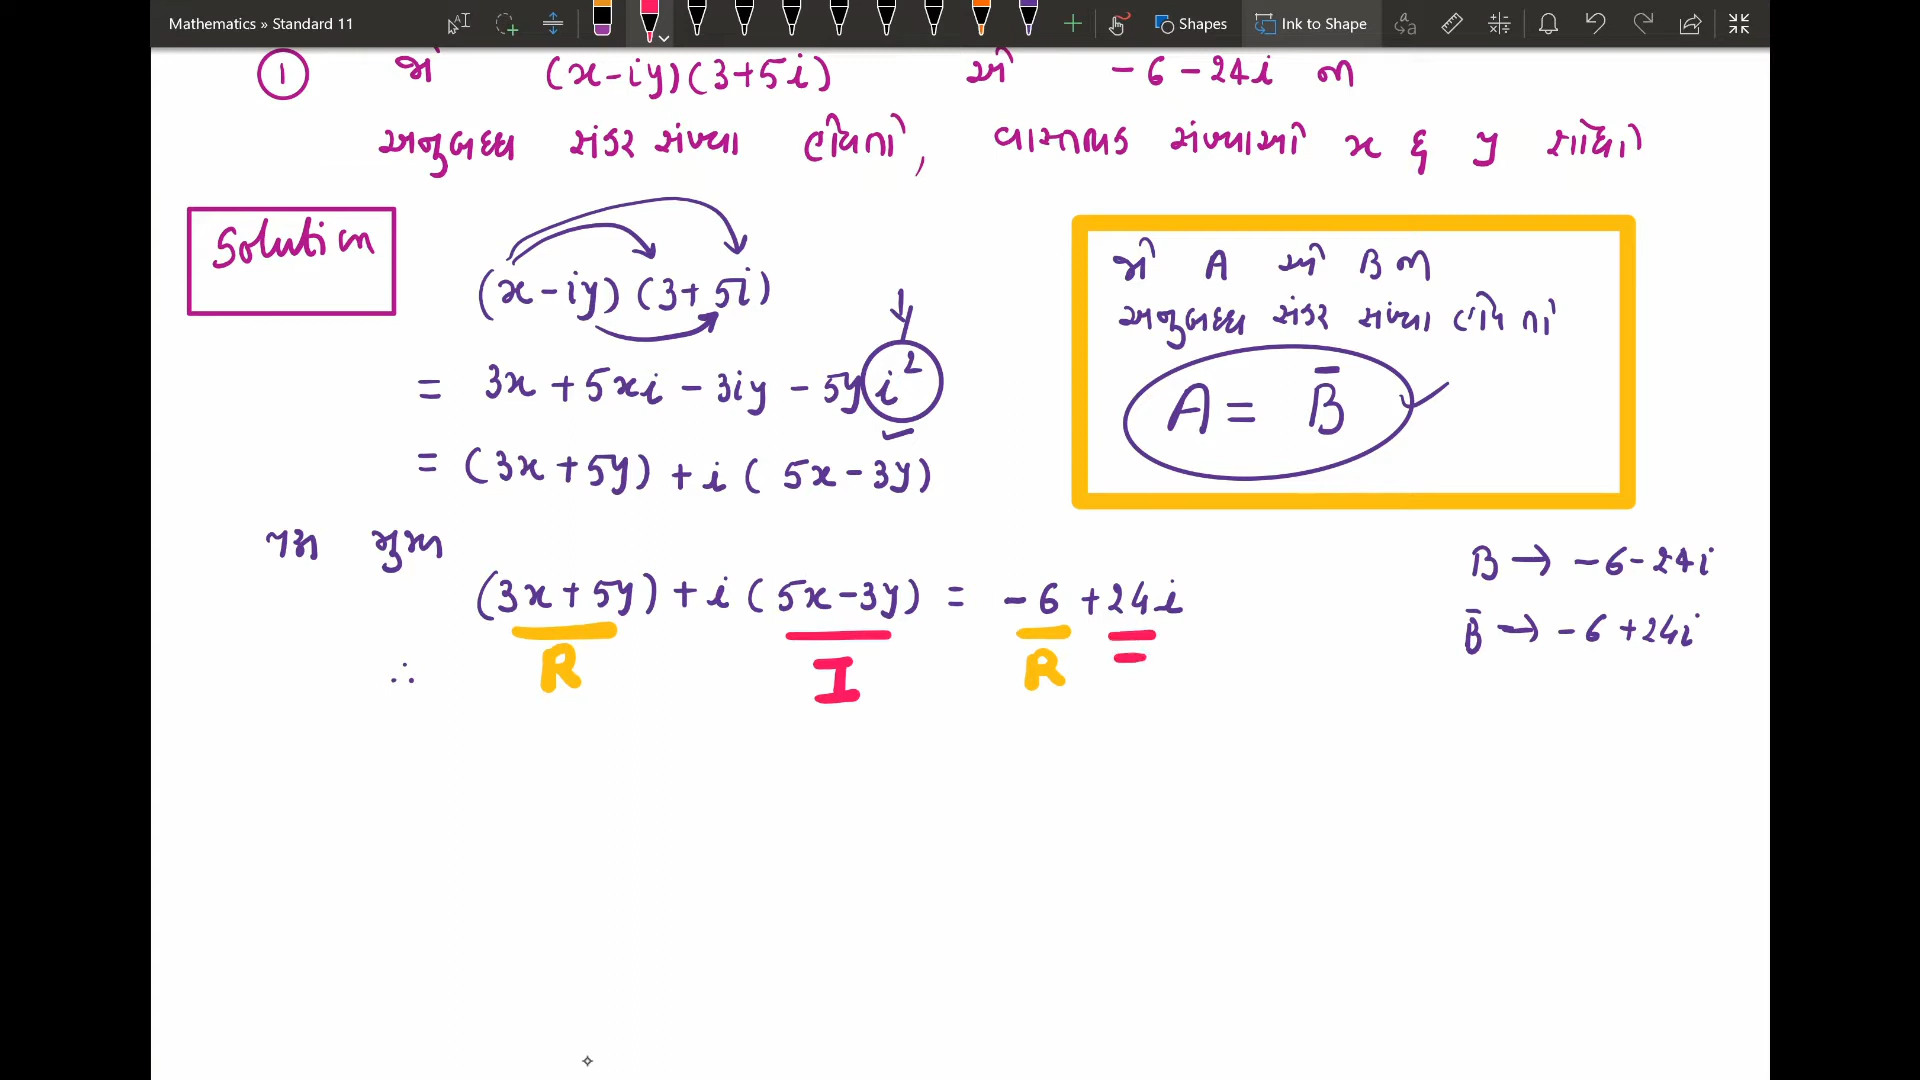 Mathematics » Standard 11
Shapes
Ink to Shape
① જો (x-iy)(3+5i) એ -6-24i ના
અનુબદ્ધ સંકર સંખ્યા હોય તો, વાસ્તવિક સંખ્યાઓ x & y શોધો
Solution
(x-iy)(3+5i)
= 3x+5xi-3iy-5yi²
= (3x+5y)+i(5x-3y)
જો A એ B ના
અનુબદ્ધ સંકર સંખ્યા હોય તો
A = B̄
B → -6-24i
B̄ → -6+24i
(3x+5y)+i(5x-3y) = -6+24i
R I R
∴